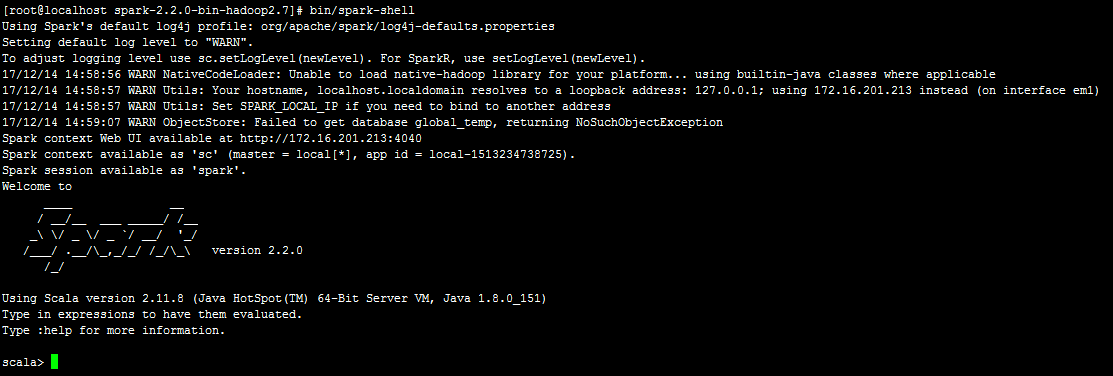 [root@localhost spark-2.2.0-bin-hadoop2.7]# bin/spark-shell
Using Spark's default log4j profile: org/apache/spark/log4j-defaults.properties
Setting default log level to "WARN".
To adjust logging level use sc.setLogLevel(newLevel). For SparkR, use setLogLevel(newLevel).
17/12/14 14:58:56 WARN NativeCodeLoader: Unable to load native-hadoop library for your platform... using builtin-java classes where applicable
17/12/14 14:58:57 WARN Utils: Your hostname, localhost.localdomain resolves to a loopback address: 127.0.0.1; using 172.16.201.213 instead (on interface em1)
17/12/14 14:58:57 WARN Utils: Set SPARK_LOCAL_IP if you need to bind to another address
17/12/14 14:59:07 WARN ObjectStore: Failed to get database global_temp, returning NoSuchObjectException
Spark context Web UI available at http://172.16.201.213:4040
Spark context available as 'sc' (master = local[*], app id = local-1513234738725).
Spark session available as 'spark'.
Welcome to
      ____              __
     / __/__  ___ _____/ /__
    _\ \/ _ \/ _ `/ __/  '_/
   /___/ .__/\_,_/_/ /_/\_\   version 2.2.0
      /_/
Using Scala version 2.11.8 (Java HotSpot(TM) 64-Bit Server VM, Java 1.8.0_151)
Type in expressions to have them evaluated.
Type :help for more information.
scala>